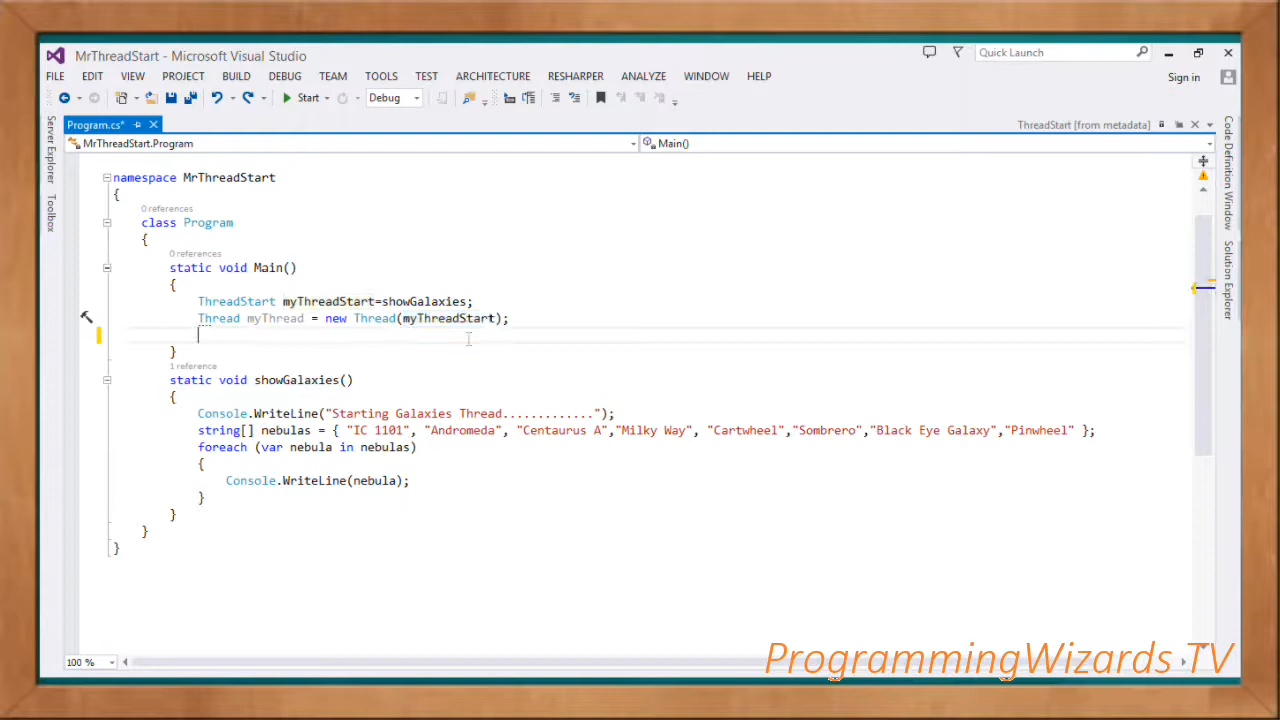 MrThreadStart - Microsoft Visual Studio
Quick Launch
FILE EDIT VIEW PROJECT BUILD DEBUG TEAM TOOLS TEST ARCHITECTURE RESHARPER ANALYZE WINDOW HELP
Sign in
Start Debug
Program.cs*
ThreadStart [from metadata]
MrThreadStart.Program
Main()
Server Explorer
Toolbox
Code Definition Window
Solution Explorer
namespace MrThreadStart
{
0 references
class Program
{
0 references
static void Main()
{
ThreadStart myThreadStart=showGalaxies;
Thread myThread = new Thread(myThreadStart);
}
1 reference
static void showGalaxies()
{
Console.WriteLine("Starting Galaxies Thread.............");
string[] nebulas = { "IC 1101", "Andromeda", "Centaurus A","Milky Way", "Cartwheel","Sombrero","Black Eye Galaxy","Pinwheel" };
foreach (var nebula in nebulas)
{
Console.WriteLine(nebula);
}
}
}
}
100 %
ProgrammingWizards TV